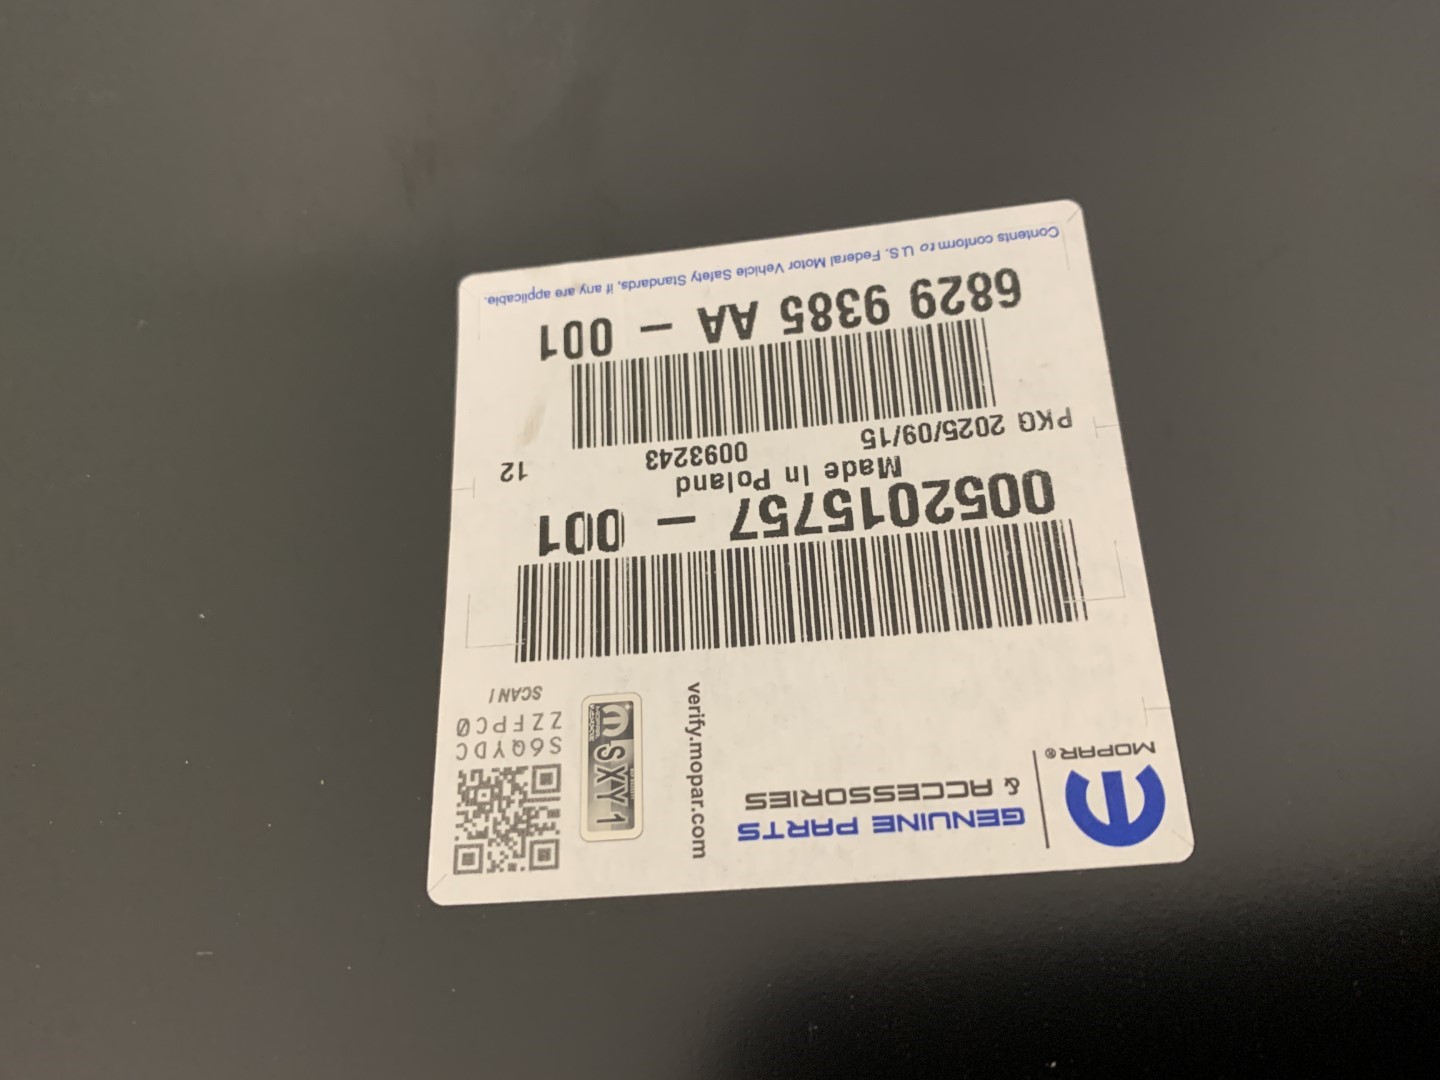 MOPAR®
GENUINE PARTS
& ACCESSORIES
verify.mopar.com
SXY1
S6QYDC
ZZFPC0
SCAN!
0052015757 - 001
Made In Poland
PKG 2025/09/15 0093243 12
6829 9385 AA - 001
Contents conform to U.S. Federal Motor Vehicle Safety Standards, if any are applicable.